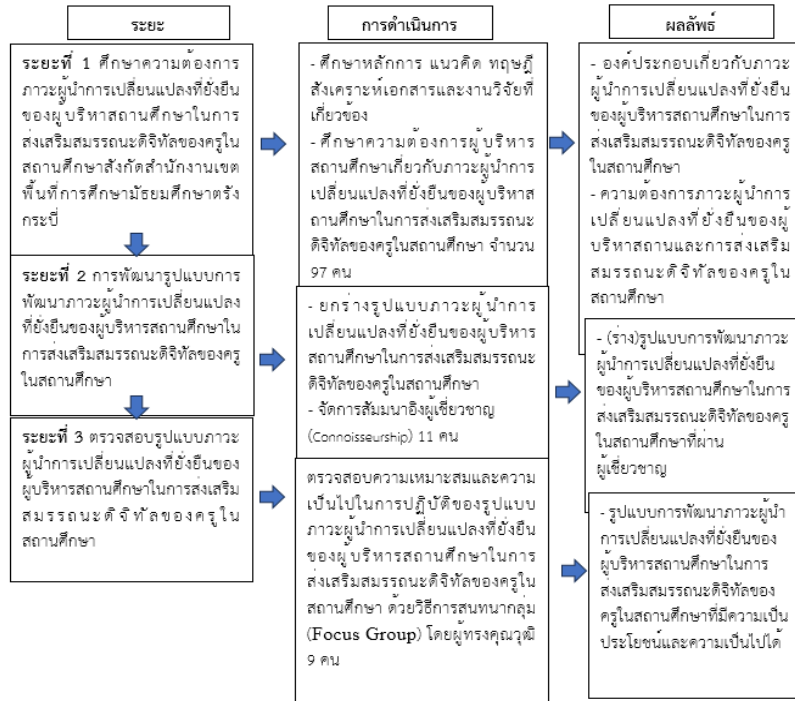 ระยะ
การดำเนินการ
ผลลัพธ์
ระยะที่ 1 ศึกษาความต้องการ
ภาวะผู้นำการเปลี่ยนแปลงที่ยั่งยืน
ของผู้บริหาสถานศึกษาในการ
ส่งเสริมสมรรถนะดิจิทัลของครูใน
สถานศึกษาสังกัดสำนักงานเขต
พื้นที่การศึกษามัธยมศึกษาตรัง
กระบี่
- ศึกษาหลักการ แนวคิด ทฤษฎี
สังเคราะห์เอกสารและงานวิจัยที่
เกี่ยวข้อง
- ศึกษาความต้องการผู้บริหาร
สถานศึกษาเกี่ยวกับภาวะผู้นำการ
เปลี่ยนแปลงที่ยั่งยืนของผู้บริหาส
ถานศึกษาในการส่งเสริมสมรรถนะ
ดิจิทัลของครูในสถานศึกษา จำนวน
97 คน
- องค์ประกอบเกี่ยวกับภาวะ
ผู้นำการเปลี่ยนแปลงที่ยั่งยืน
ของผู้บริหารสถานศึกษาในการ
ส่งเสริมสมรรถนะดิจิทัลของครู
ในสถานศึกษา
- ความต้องการภาวะผู้นำการ
เปลี่ยนแปลงที่ยั่งยืนของผู้
บริหาสถานและการส่งเสริม
สมรรถนะดิจิทัลของครูใน
สถานศึกษา
ระยะที่ 2 การพัฒนารูปแบบการ
พัฒนาภาวะผู้นำการเปลี่ยนแปลง
ที่ยั่งยืนของผู้บริหารสถานศึกษาใน
การส่งเสริมสมรรถนะดิจิทัลของครู
ในสถานศึกษา
- ยกร่างรูปแบบภาวะผู้นำการ
เปลี่ยนแปลงที่ยั่งยืนของผู้บริหาร
สถานศึกษาในการส่งเสริมสมรรถนะ
ดิจิทัลของครูในสถานศึกษา
- จัดการสัมมนาอิงผู้เชี่ยวชาญ
(Connoisseurship) 11 คน
- (ร่าง)รูปแบบการพัฒนาภาวะ
ผู้นำการเปลี่ยนแปลงที่ยั่งยืน
ของผู้บริหารสถานศึกษาในการ
ส่งเสริมสมรรถนะดิจิทัลของครู
ในสถานศึกษาที่ผ่าน
ผู้เชี่ยวชาญ
ระยะที่ 3 ตรวจสอบรูปแบบภาวะ
ผู้นำการเปลี่ยนแปลงที่ยั่งยืนของ
ผู้บริหารสถานศึกษาในการส่งเสริม
สมรรถนะดิจิทัลของครูใน
สถานศึกษา
ตรวจสอบความเหมาะสมและความ
เป็นไปในการปฏิบัติของรูปแบบ
ภาวะผู้นำการเปลี่ยนแปลงที่ยั่งยืน
ของผู้บริหารสถานศึกษาในการ
ส่งเสริมสมรรถนะดิจิทัลของครูใน
สถานศึกษา ด้วยวิธีการสนทนากลุ่ม
(Focus Group) โดยผู้ทรงคุณวุฒิ
9 คน
- รูปแบบการพัฒนาภาวะผู้นำ
การเปลี่ยนแปลงที่ยั่งยืนของ
ผู้บริหารสถานศึกษาในการ
ส่งเสริมสมรรถนะดิจิทัลของ
ครูในสถานศึกษาที่มีความเป็น
ประโยชน์และความเป็นไปได้